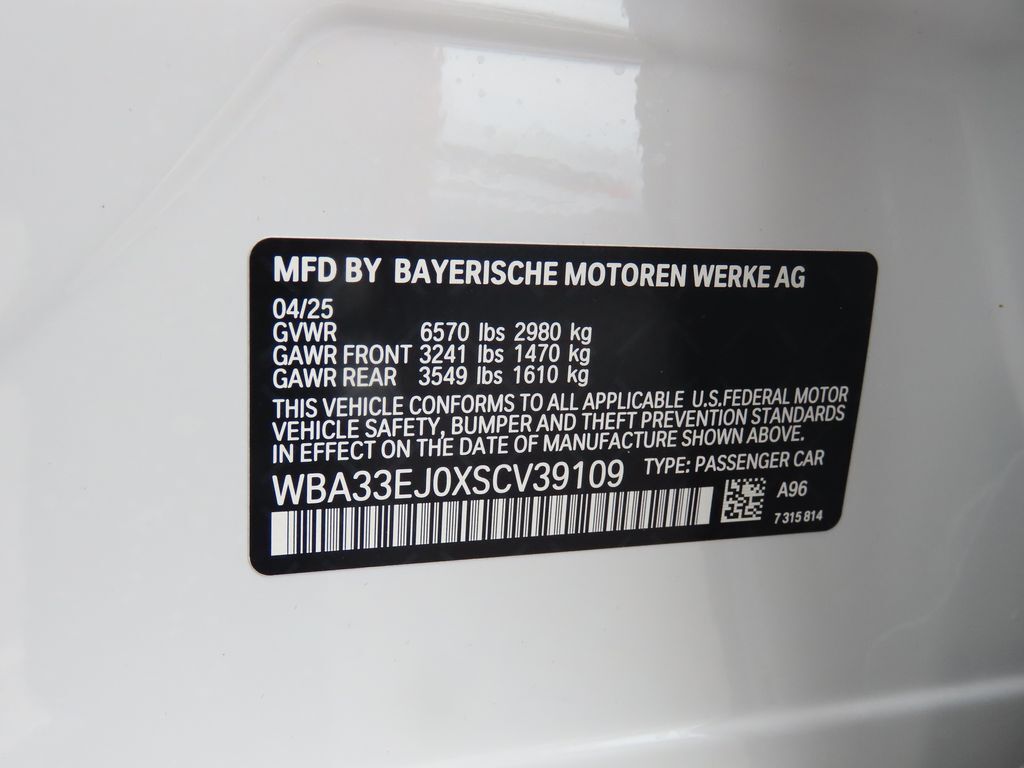 MFD BY BAYERISCHE MOTOREN WERKE AG
04/25
GVWR 6570 lbs 2980 kg
GAWR FRONT 3241 lbs 1470 kg
GAWR REAR 3549 lbs 1610 kg
THIS VEHICLE CONFORMS TO ALL APPLICABLE U.S.FEDERAL MOTOR
VEHICLE SAFETY, BUMPER AND THEFT PREVENTION STANDARDS
IN EFFECT ON THE DATE OF MANUFACTURE SHOWN ABOVE.
WBA33EJ0XSCV39109 TYPE: PASSENGER CAR
A96
7 315 814